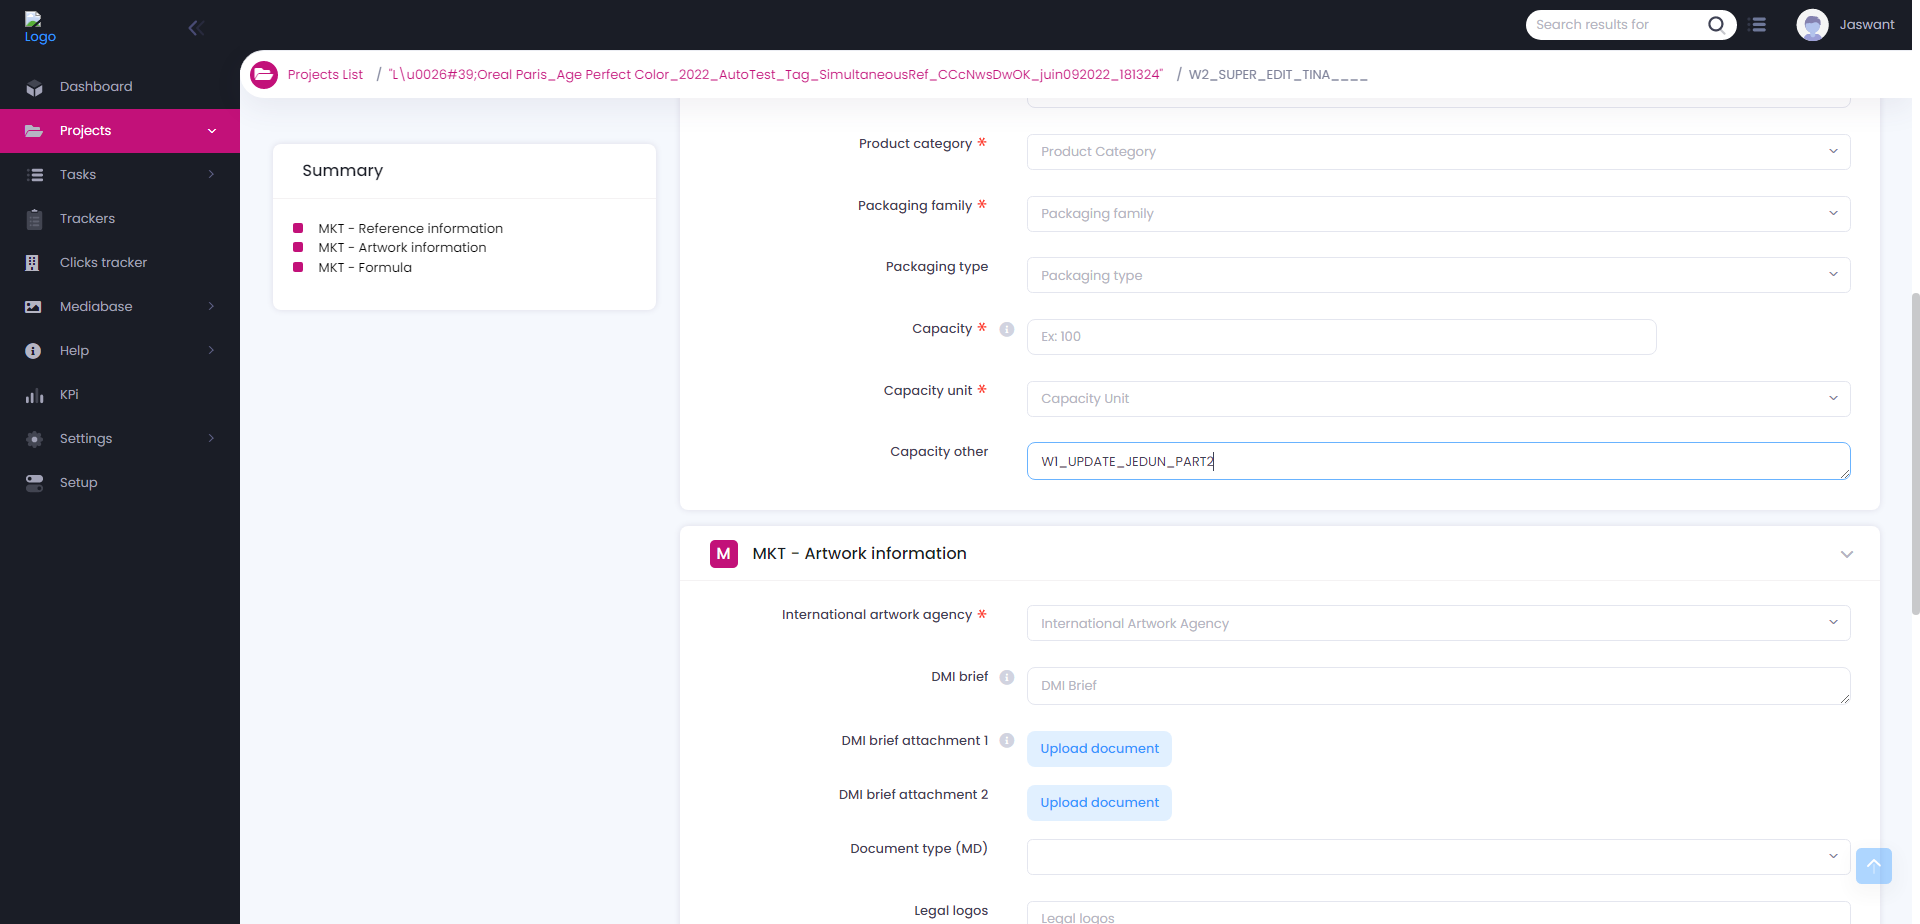 Logo
Search results for
Jaswant
Projects List / "L\u0026#39;Oreal Paris_Age Perfect Color_2022_AutoTest_Tag_SimultaneousRef_CCcNwsDwOK_juin092022_181324" / W2_SUPER_EDIT_TINA____
Dashboard
Projects
Tasks
Trackers
Clicks tracker
Mediabase
Help
KPi
Settings
Setup
Summary
MKT - Reference information
MKT - Artwork information
MKT - Formula
Product category *
Product Category
Packaging family *
Packaging family
Packaging type
Packaging type
Capacity *
Ex: 100
Capacity unit *
Capacity Unit
Capacity other
W1_UPDATE_JEDUN_PART2
M MKT - Artwork information
International artwork agency *
International Artwork Agency
DMI brief
DMI Brief
DMI brief attachment 1
Upload document
DMI brief attachment 2
Upload document
Document type (MD)
Legal logos
Legal logos